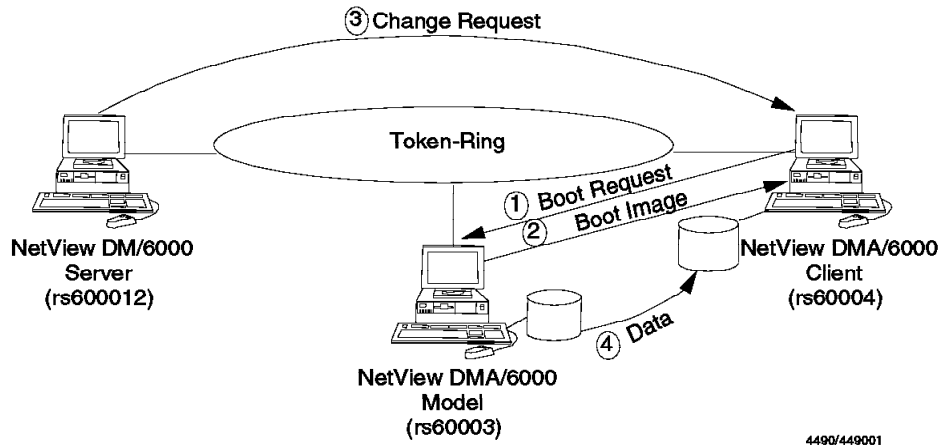 ③ Change Request
Token-Ring
① Boot Request
② Boot Image
NetView DM/6000
Server
(rs600012)
NetView DMA/6000
Client
(rs60004)
④ Data
NetView DMA/6000
Model
(rs60003)
4490/449001